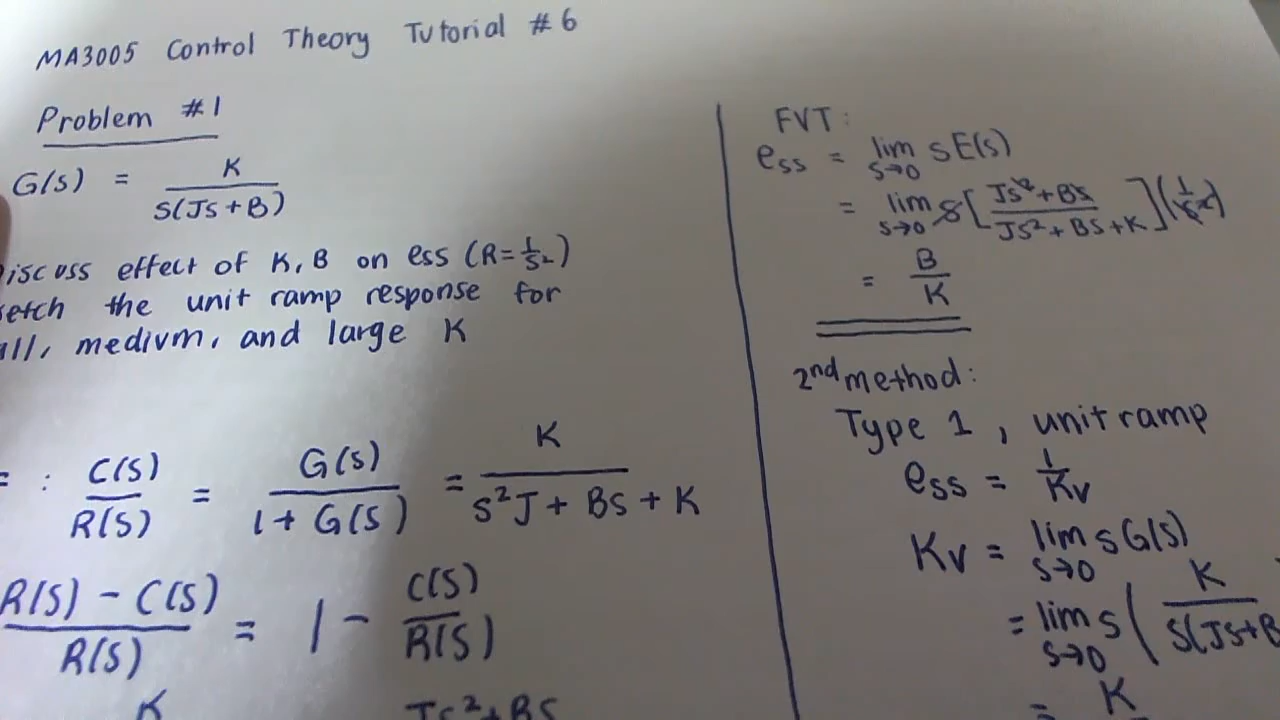 MA3005 Control Theory Tutorial #6
Problem #1
G(s) = K / s(Js+B)
iscuss effect of K, B on ess (R=1/s²)
etch the unit ramp response for
all, medium, and large K
= : C(s)/R(s) = G(s)/(1+G(s)) = K/(s²J + Bs + K)
(R(s) - C(s))/R(s) = 1 - C(s)/R(s)
K Js²+Bs
FVT:
ess = lim s→0 sE(s)
= lim s→0 s[(Js²+Bs)/(Js²+Bs+K)](1/s²)
= B/K
2nd method:
Type 1, unit ramp
ess = 1/Kv
Kv = lim s→0 sG(s)
= lim s→0 s(K/s(Js+B
= K